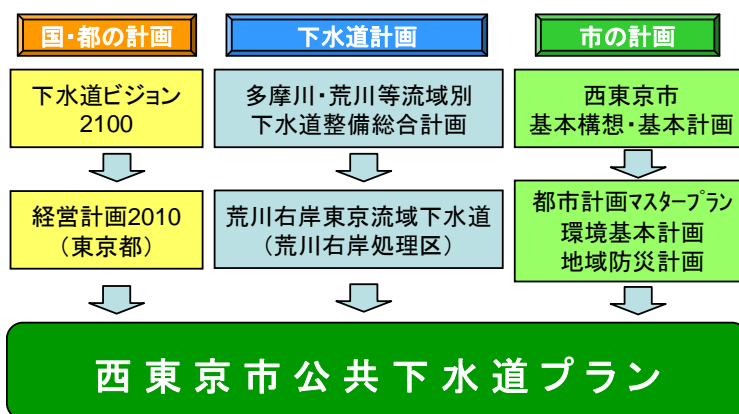 国・都の計画
下水道計画
市の計画
下水道ビジョン
2100
多摩川・荒川等流域別
下水道整備総合計画
西東京市
基本構想・基本計画
経営計画2010
（東京都）
荒川右岸東京流域下水道
（荒川右岸処理区）
都市計画ﾏｽﾀｰﾌﾟﾗﾝ
環境基本計画
地域防災計画
西東京市公共下水道プラン